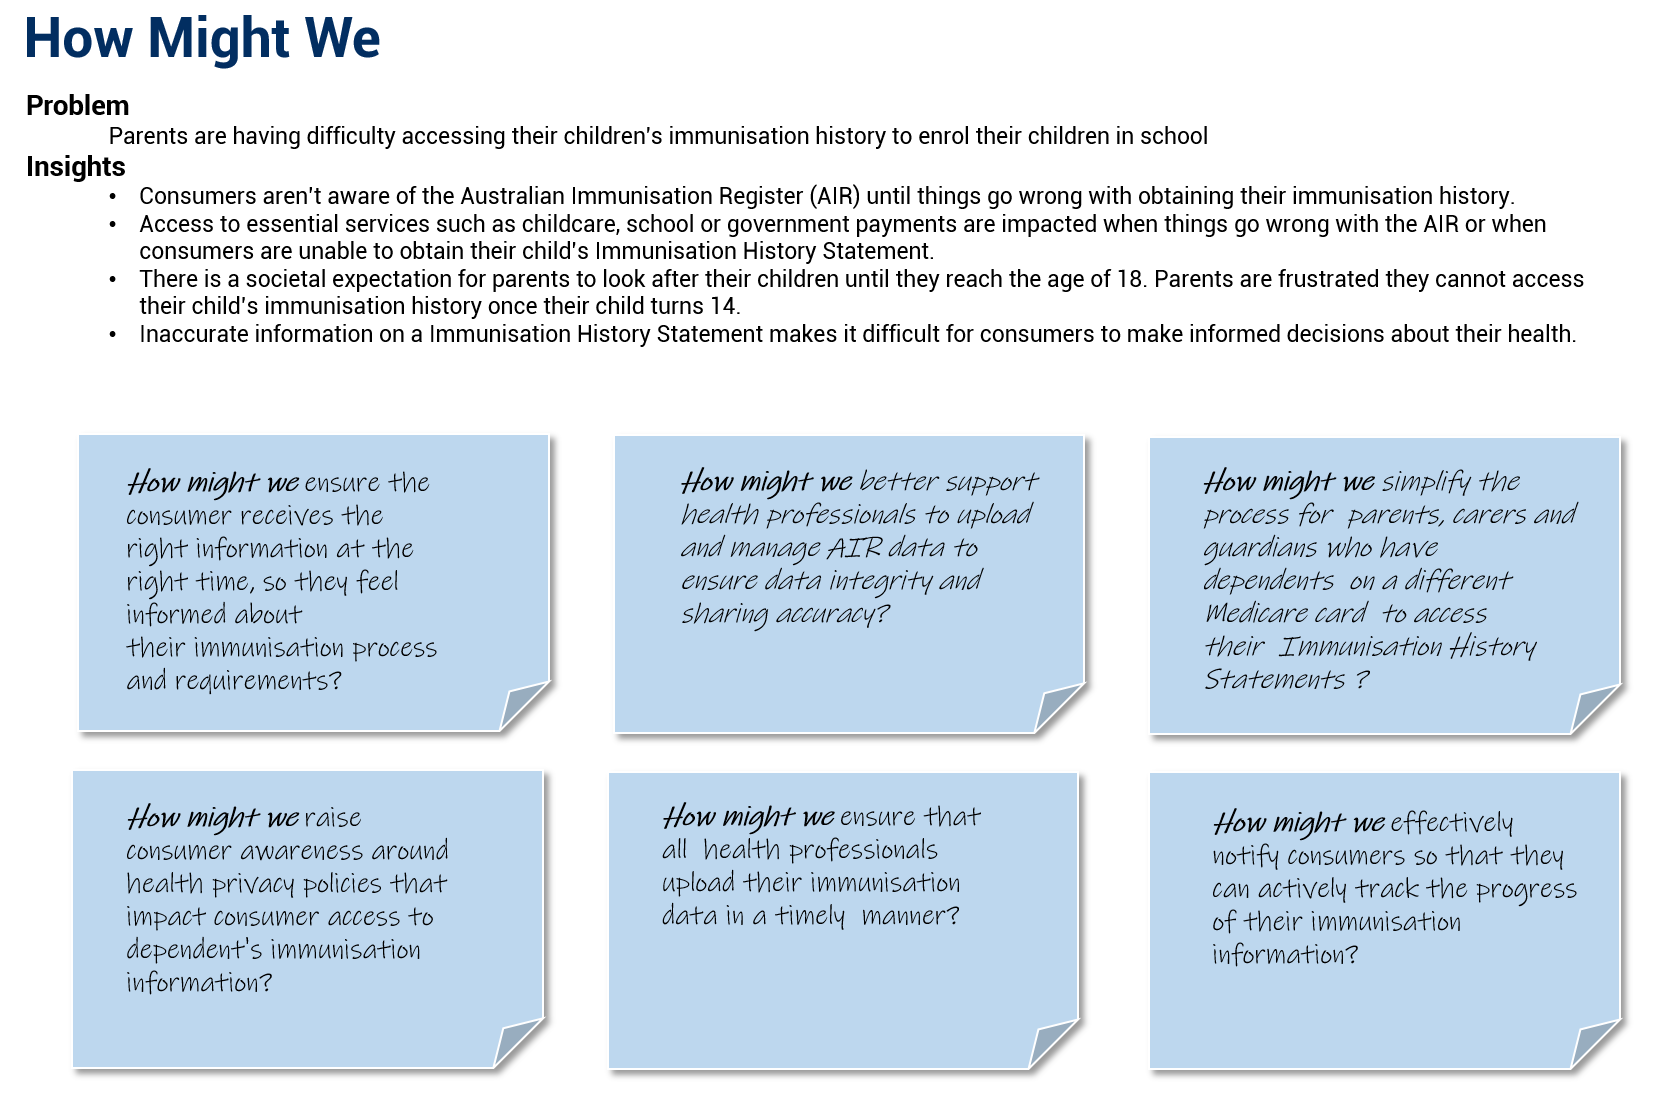 How Might We
Problem
Parents are having difficulty accessing their children's immunisation history to enrol their children in school
Insights
• Consumers aren't aware of the Australian Immunisation Register (AIR) until things go wrong with obtaining their immunisation history.
• Access to essential services such as childcare, school or government payments are impacted when things go wrong with the AIR or when
consumers are unable to obtain their child's Immunisation History Statement.
• There is a societal expectation for parents to look after their children until they reach the age of 18. Parents are frustrated they cannot access
their child's immunisation history once their child turns 14.
• Inaccurate information on a Immunisation History Statement makes it difficult for consumers to make informed decisions about their health.
How might we ensure the
consumer receives the
right information at the
right time, so they feel
informed about
their immunisation process
and requirements?
How might we better support
health professionals to upload
and manage AIR data to
ensure data integrity and
sharing accuracy?
How might we simplify the
process for parents, carers and
guardians who have
dependents on a different
Medicare card to access
their Immunisation History
Statements ?
How might we raise
consumer awareness around
health privacy policies that
impact consumer access to
dependent's immunisation
information?
How might we ensure that
all health professionals
upload their immunisation
data in a timely manner?
How might we effectively
notify consumers so that they
can actively track the progress
of their immunisation
information?